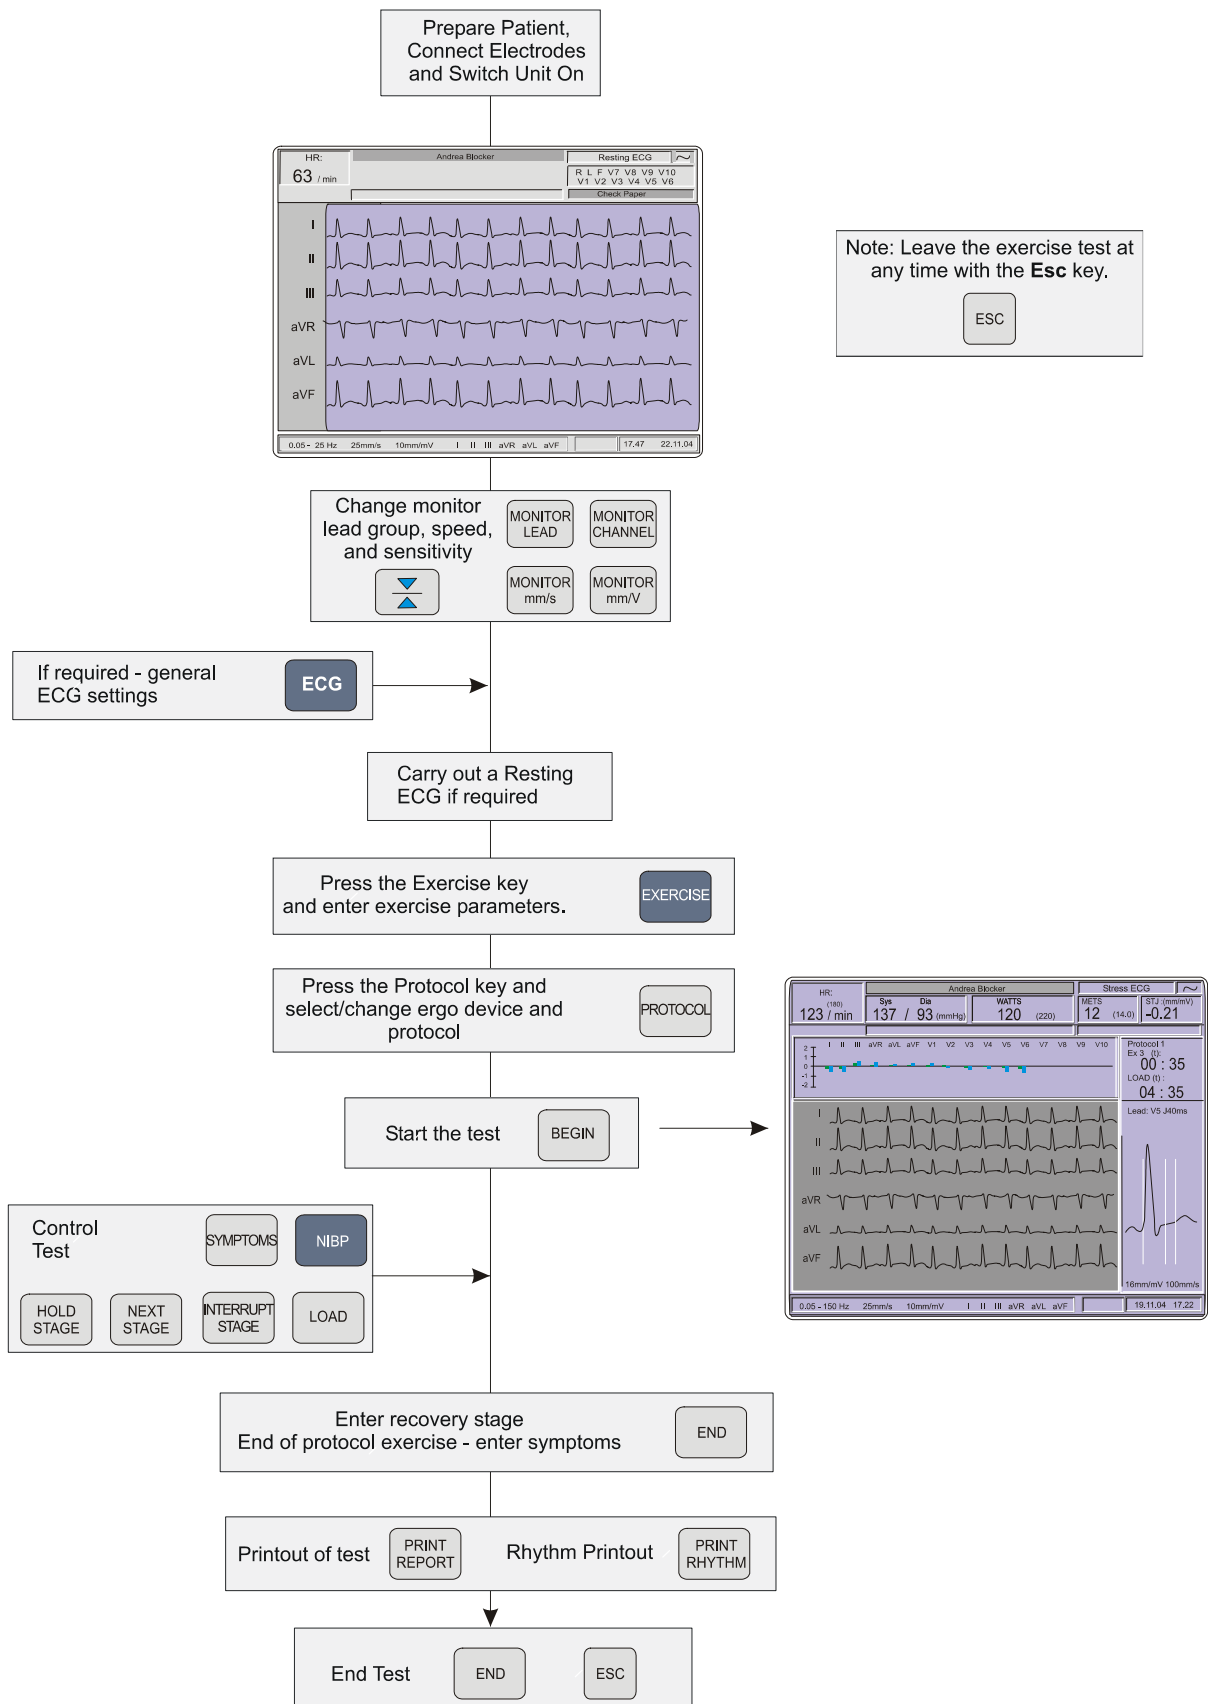 Prepare Patient,
Connect Electrodes
and Switch Unit On
HR:
63 / min
Andrea Blocker
Resting ECG
R L F V7 V8 V9 V10
V1 V2 V3 V4 V5 V6
Check Paper
I
II
III
aVR
aVL
aVF
0.05 - 25 Hz 25mm/s 10mm/mV I II III aVR aVL aVF 17.47 22.11.04
Note: Leave the exercise test at
any time with the Esc key.
ESC
Change monitor
lead group, speed,
and sensitivity
MONITOR
LEAD
MONITOR
CHANNEL
MONITOR
mm/s
MONITOR
mm/V
If required - general
ECG settings
ECG
Carry out a Resting
ECG if required
Press the Exercise key
and enter exercise parameters.
EXERCISE
Press the Protocol key and
select/change ergo device and
protocol
PROTOCOL
Start the test
BEGIN
HR:
(180)
123 / min
Andrea Blocker
Stress ECG
Sys Dia
137 / 93 (mmHg)
WATTS
120 (220)
METS
12 (14.0)
STJ :(mm/mV)
-0.21
I II III aVR aVL aVF V1 V2 V3 V4 V5 V6 V7 V8 V9 V10
2
1
0
-1
-2
Protocol 1
Ex 3 (t):
00 : 35
LOAD (t) :
04 : 35
Lead: V5 J40ms
I
II
III
aVR
aVL
aVF
16mm/mV 100mm/s
0.05 - 150 Hz 25mm/s 10mm/mV I II III aVR aVL aVF 19.11.04 17.22
Control
Test
SYMPTOMS
NIBP
HOLD
STAGE
NEXT
STAGE
INTERRUPT
STAGE
LOAD
Enter recovery stage
End of protocol exercise - enter symptoms
END
Printout of test
PRINT
REPORT
Rhythm Printout
PRINT
RHYTHM
End Test
END
ESC